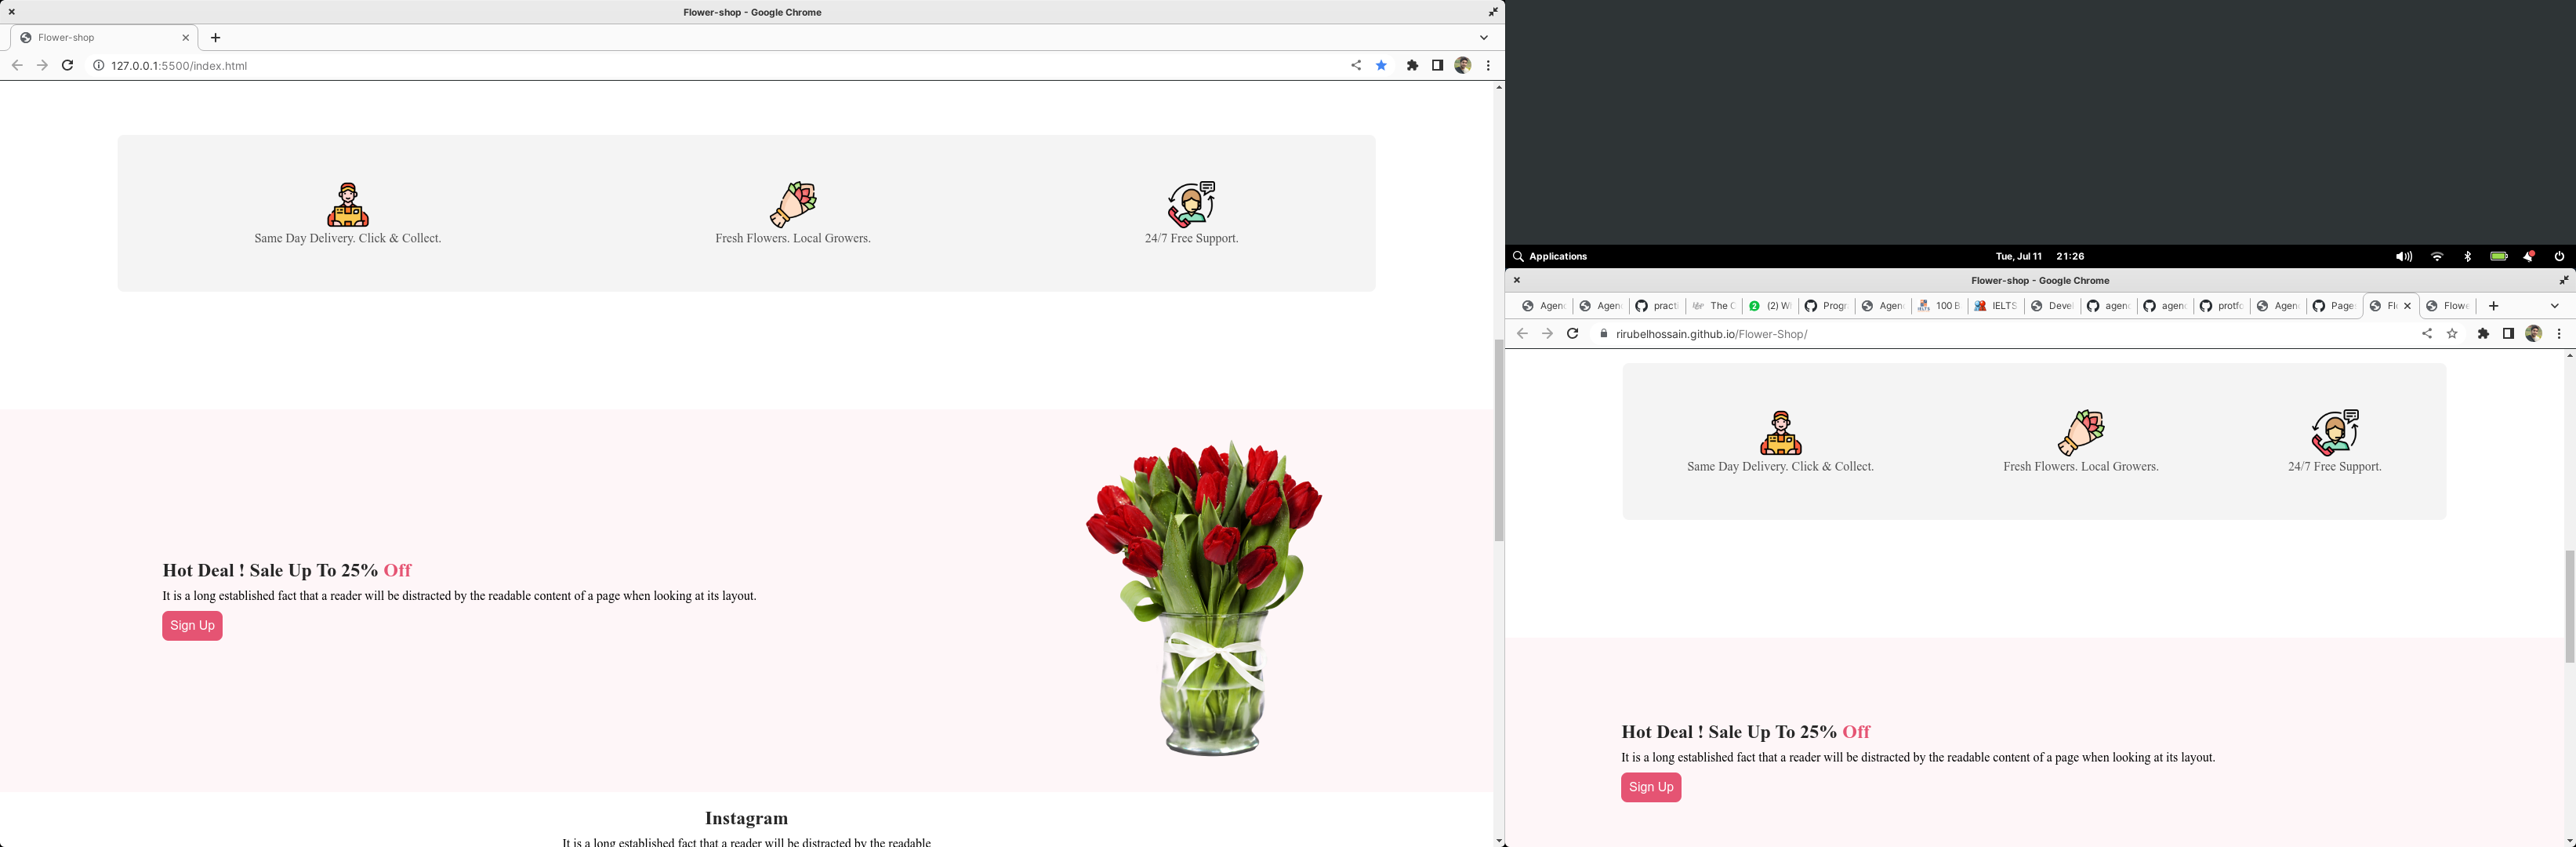 Flower-shop - Google Chrome
Flower-shop
127.0.0.1:5500/index.html
Same Day Delivery. Click & Collect.
Fresh Flowers. Local Growers.
24/7 Free Support.
Hot Deal ! Sale Up To 25% Off
It is a long established fact that a reader will be distracted by the readable content of a page when looking at its layout.
Sign Up
Instagram
It is a long established fact that a reader will be distracted by the readable
Applications
Tue, Jul 11 21:26
Flower-shop - Google Chrome
Agen Agen practi The C 2 (2) W Progr Agen 100 B IELTS Devel agen agen protfo Agen Page Fl Flowe
rirubelhossain.github.io/Flower-Shop/
Same Day Delivery. Click & Collect.
Fresh Flowers. Local Growers.
24/7 Free Support.
Hot Deal ! Sale Up To 25% Off
It is a long established fact that a reader will be distracted by the readable content of a page when looking at its layout.
Sign Up